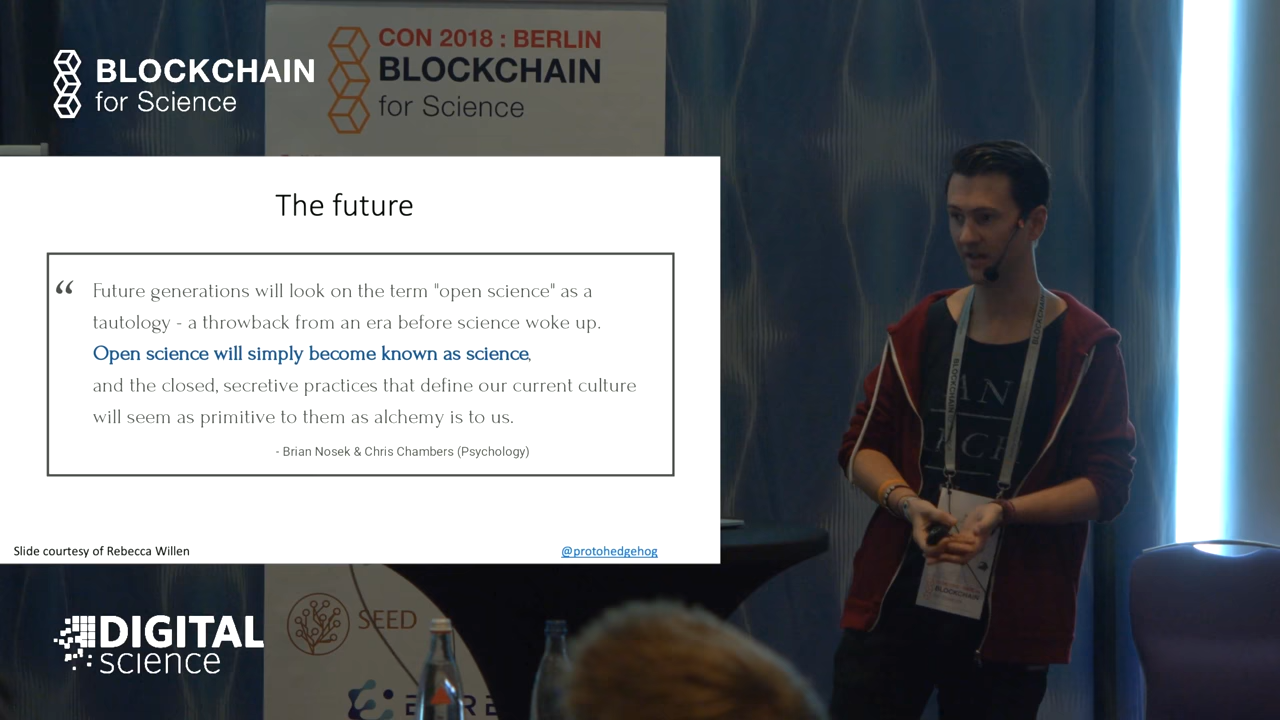 BLOCKCHAIN
for Science
CON 2018 : BERLIN
BLOCKCHAIN
for Science
The future
“ Future generations will look on the term "open science" as a
tautology - a throwback from an era before science woke up.
Open science will simply become known as science,
and the closed, secretive practices that define our current culture
will seem as primitive to them as alchemy is to us.
- Brian Nosek & Chris Chambers (Psychology)
Slide courtesy of Rebecca Willen
@protohedgehog
BLOCKCHAIN
BLOCKCHAIN
BLOCKCHAIN
SEED
DIGITAL
science